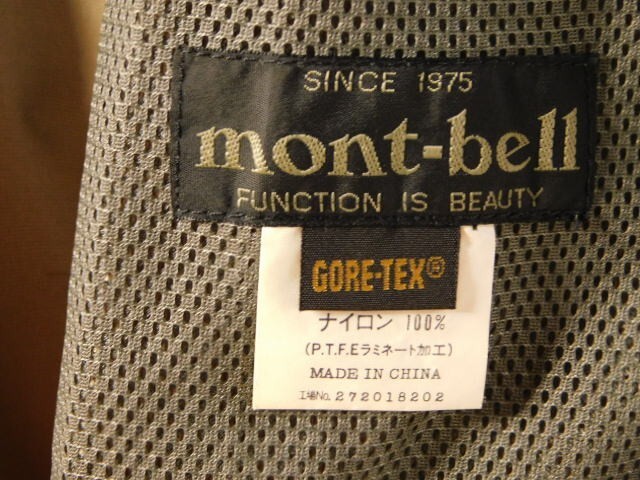 SINCE 1975
mont-bell
FUNCTION IS BEAUTY
GORE-TEX®
ナイロン 100%
(P.T.F.Eラミネート加工)
MADE IN CHINA
工場No. 272018202